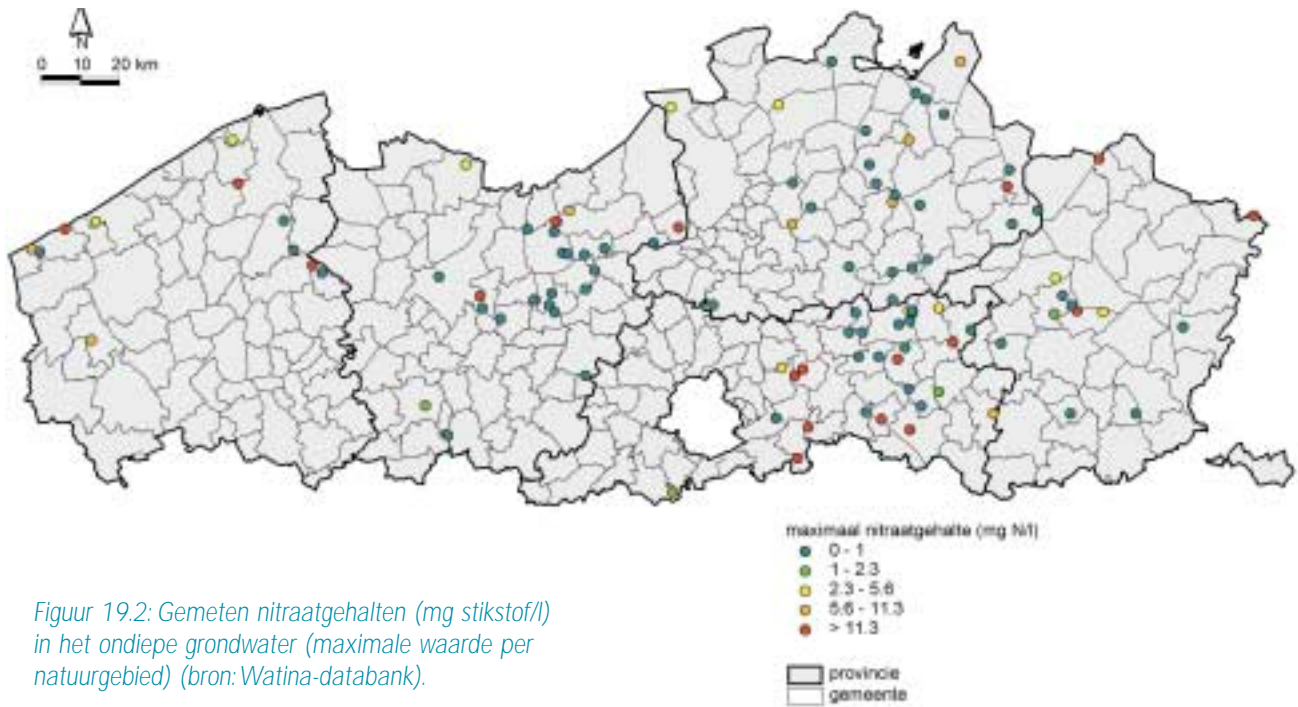 N
0 10 20 km
maximaal nitraatgehalte (mg N/l)
0 - 1
1 - 2.3
2.3 - 5.6
5.6 - 11.3
> 11.3
provincie
gemeente
Figuur 19.2: Gemeten nitraatgehalten (mg stikstof/l)
in het ondiepe grondwater (maximale waarde per
natuurgebied) (bron: Watina-databank).